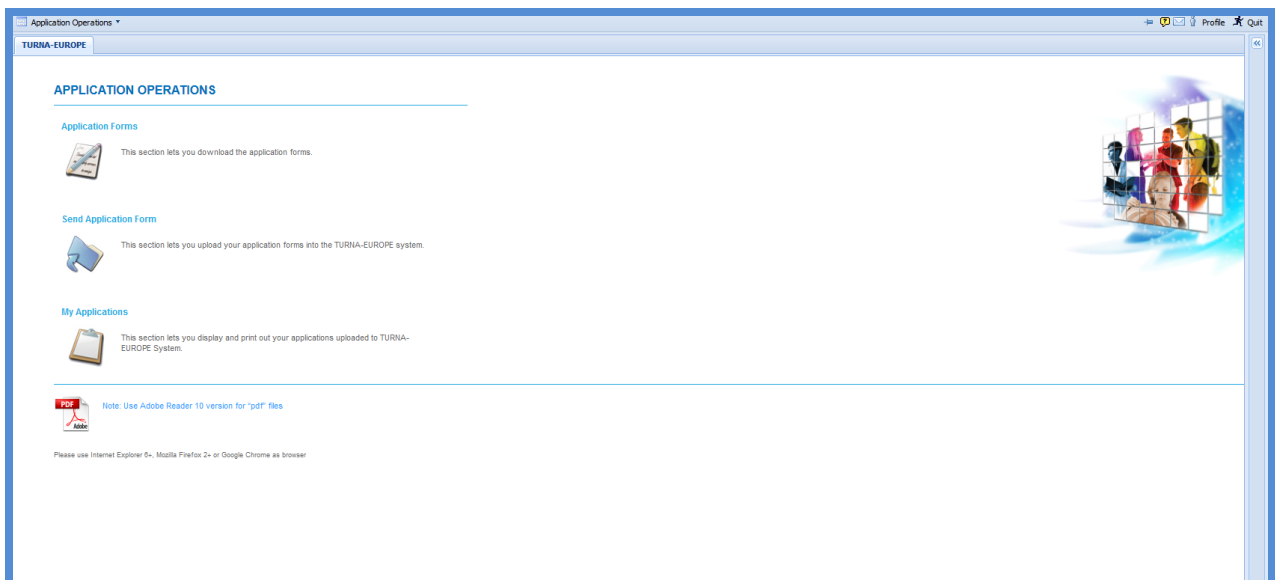 Application Operations
Profile
Quit
TURNA-EUROPE
APPLICATION OPERATIONS
Application Forms
This section lets you download the application forms.
Send Application Form
This section lets you upload your application forms into the TURNA-EUROPE system.
My Applications
This section lets you display and print out your applications uploaded to TURNA-
EUROPE System.
PDF
Adobe
Note: Use Adobe Reader 10 version for "pdf" files
Please use Internet Explorer 6+, Mozilla Firefox 2+ or Google Chrome as browser